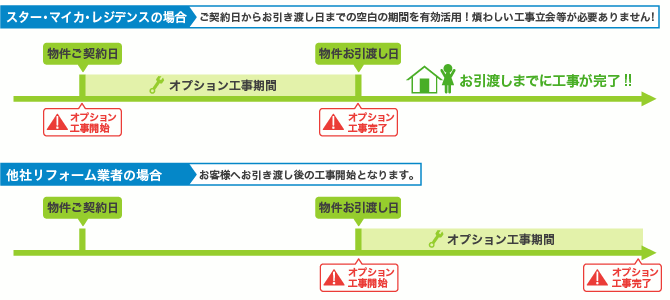 スター・マイカ・レジデンスの場合
ご契約日からお引き渡し日までの空白の期間を有効活用！煩わしい工事立会等が必要ありません!
物件ご契約日
物件お引渡し日
オプション工事期間
お引渡しまでに工事が完了!!
オプション
工事開始
オプション
工事完了
他社リフォーム業者の場合
お客様へお引き渡し後の工事開始となります。
物件ご契約日
物件お引渡し日
オプション工事期間
オプション
工事開始
オプション
工事完了